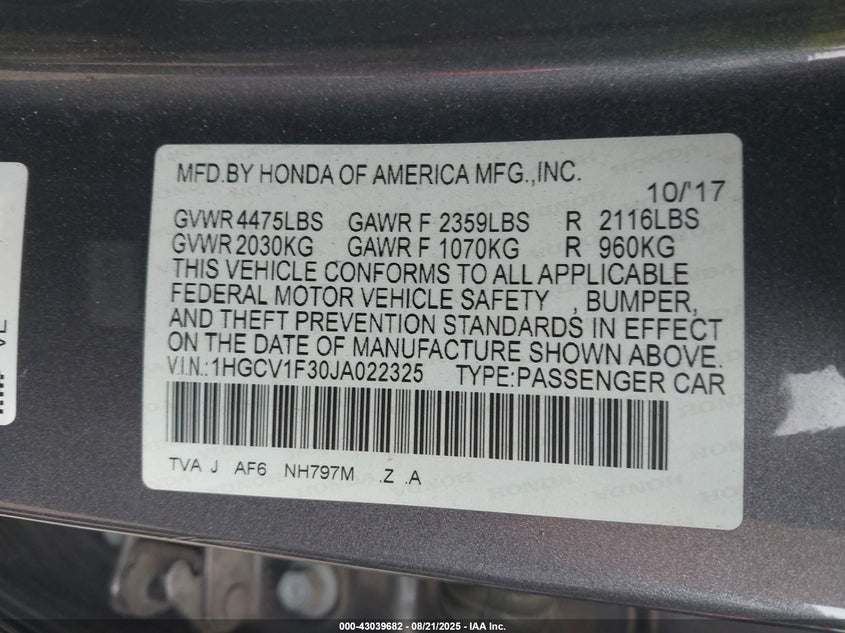 MFD.BY HONDA OF AMERICA MFG.,INC.
10/'17
GVWR 4475LBS GAWR F 2359LBS R 2116LBS
GVWR 2030KG GAWR F 1070KG R 960KG
THIS VEHICLE CONFORMS TO ALL APPLICABLE
FEDERAL MOTOR VEHICLE SAFETY , BUMPER,
AND THEFT PREVENTION STANDARDS IN EFFECT
ON THE DATE OF MANUFACTURE SHOWN ABOVE.
V.I.N.:1HGCV1F30JA022325 TYPE:PASSENGER CAR
TVA J AF6 NH797M .Z .A
000-43039682 - 08/21/2025 - IAA Inc.